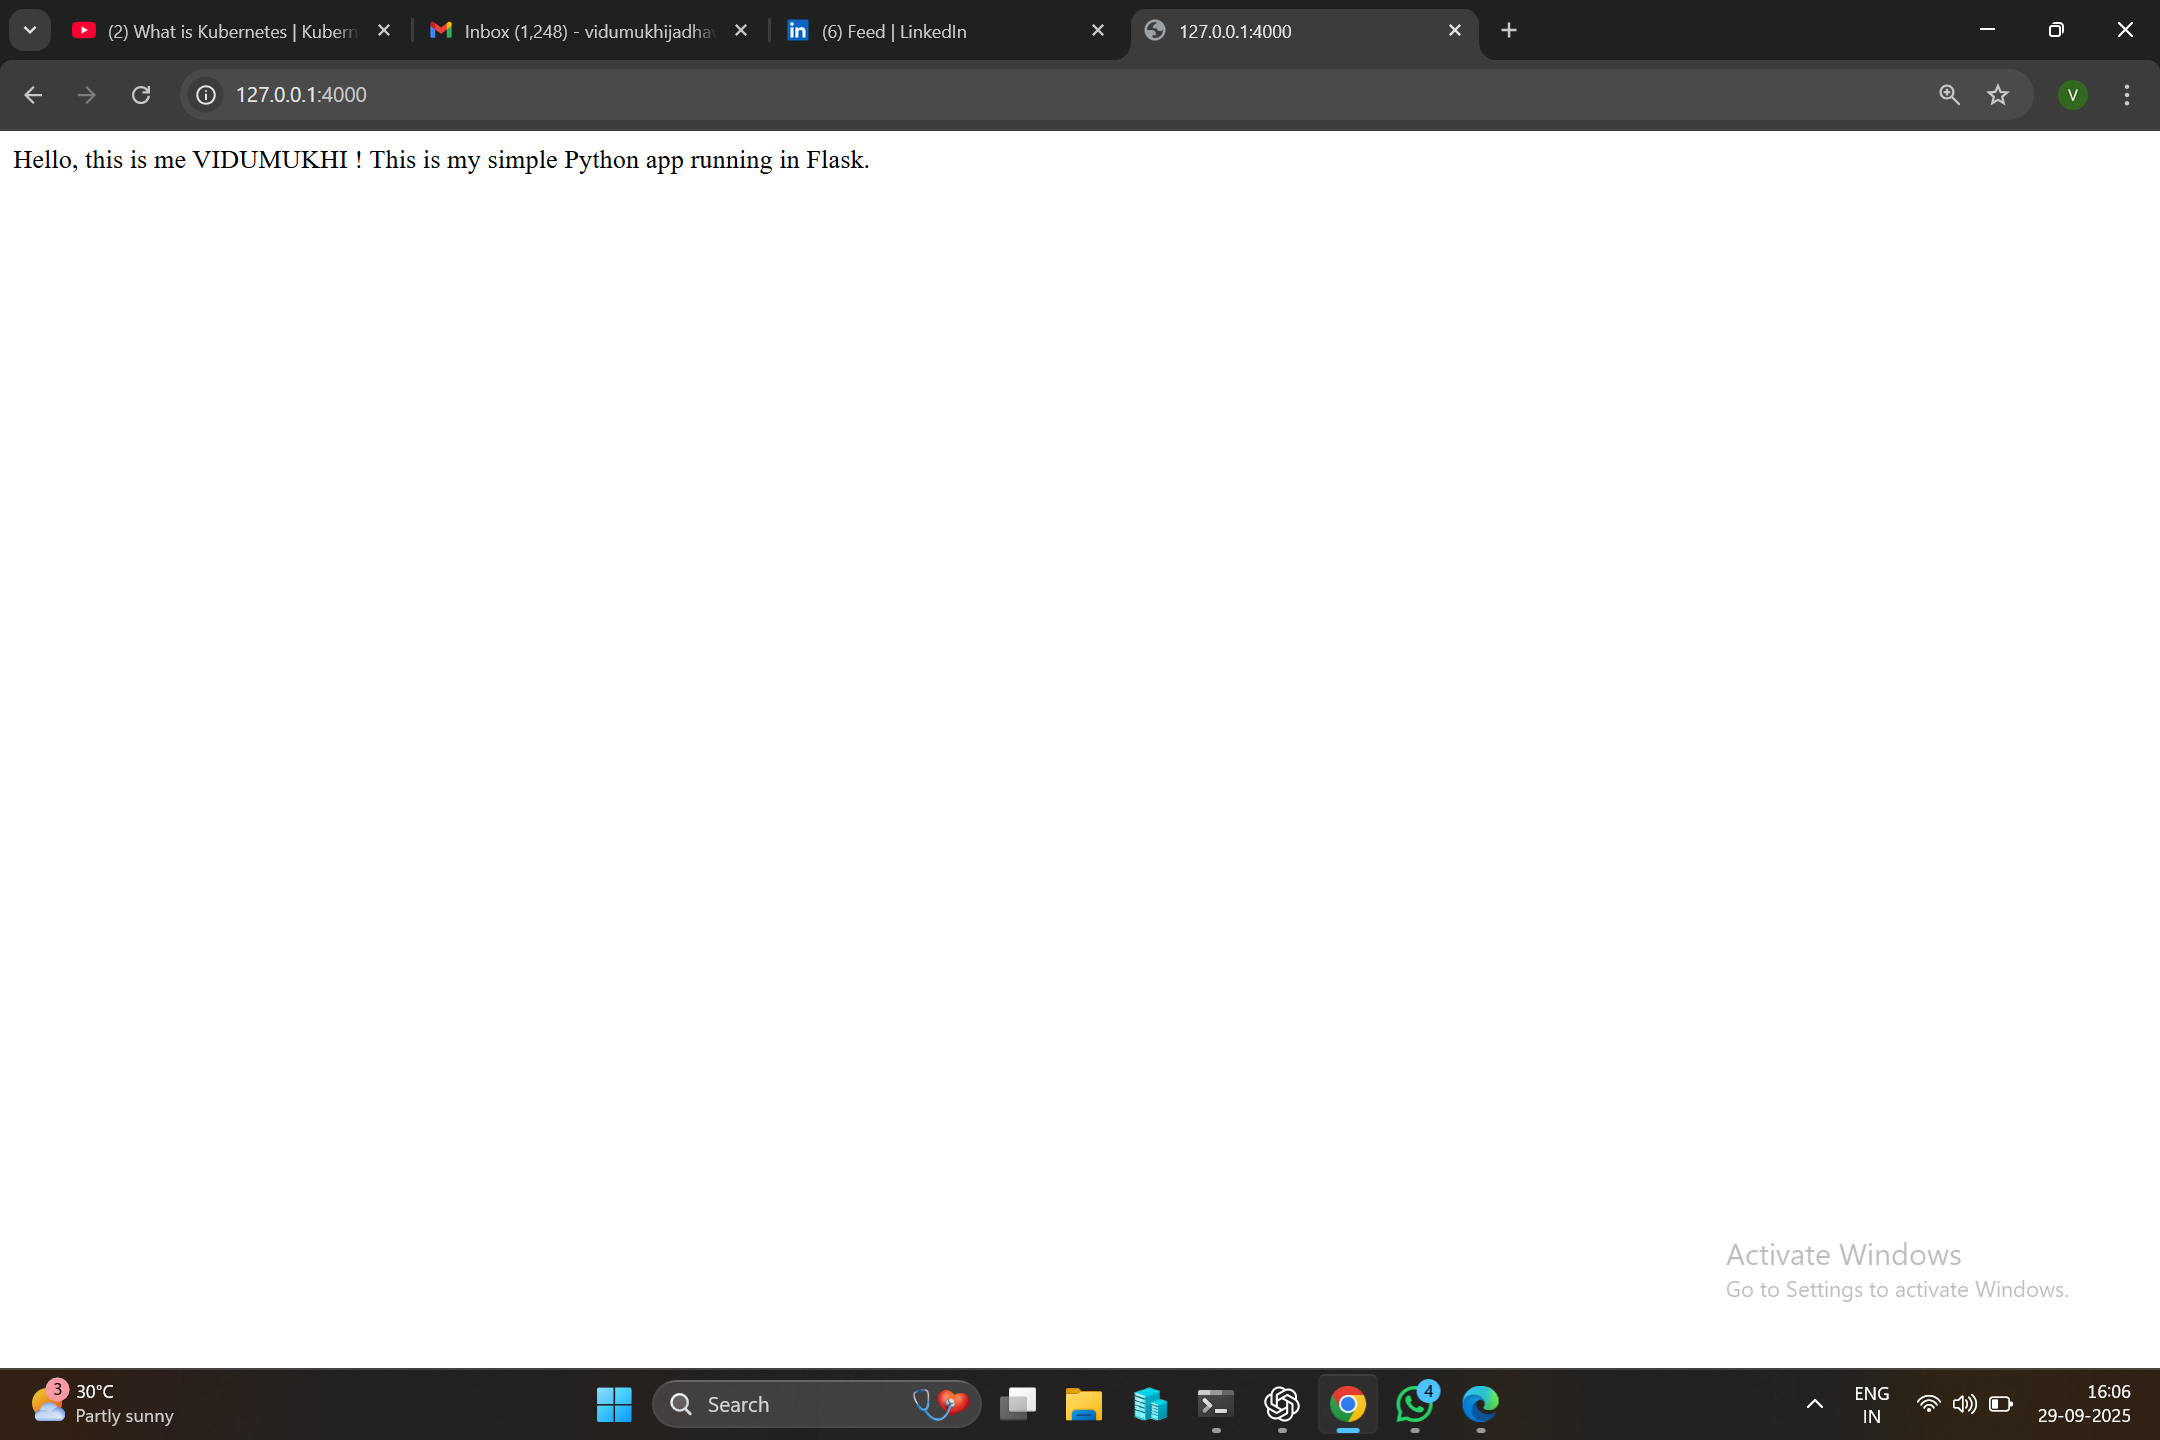 (2) What is Kubernetes | Kubern
Inbox (1,248) - vidumukhijadha
(6) Feed | LinkedIn
127.0.0.1:4000
127.0.0.1:4000
V
Hello, this is me VIDUMUKHI ! This is my simple Python app running in Flask.
Activate Windows
Go to Settings to activate Windows.
3
30°C
Partly sunny
Search
4
ENG
IN
16:06
29-09-2025